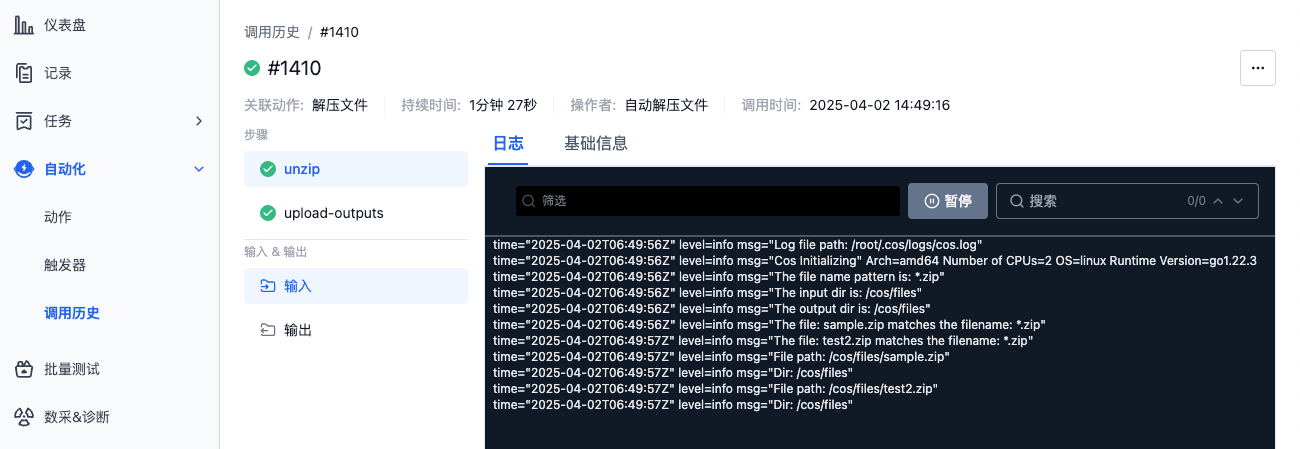 仪表盘
记录
任务
自动化
动作
触发器
调用历史
批量测试
数采&诊断
调用历史 / #1410
#1410
关联动作: 解压文件 持续时间: 1分钟 27秒 操作者: 自动解压文件 调用时间: 2025-04-02 14:49:16
步骤
unzip
upload-outputs
输入 & 输出
输入
输出
日志 基础信息
筛选 暂停 搜索 0/0
time="2025-04-02T06:49:56Z" level=info msg="Log file path: /root/.cos/logs/cos.log"
time="2025-04-02T06:49:56Z" level=info msg="Cos Initializing" Arch=amd64 Number of CPUs=2 OS=linux Runtime Version=go1.22.3
time="2025-04-02T06:49:56Z" level=info msg="The file name pattern is: *.zip"
time="2025-04-02T06:49:56Z" level=info msg="The input dir is: /cos/files"
time="2025-04-02T06:49:56Z" level=info msg="The output dir is: /cos/files"
time="2025-04-02T06:49:56Z" level=info msg="The file: sample.zip matches the filename: *.zip"
time="2025-04-02T06:49:57Z" level=info msg="The file: test2.zip matches the filename: *.zip"
time="2025-04-02T06:49:57Z" level=info msg="File path: /cos/files/sample.zip"
time="2025-04-02T06:49:57Z" level=info msg="Dir: /cos/files"
time="2025-04-02T06:49:57Z" level=info msg="File path: /cos/files/test2.zip"
time="2025-04-02T06:49:57Z" level=info msg="Dir: /cos/files"